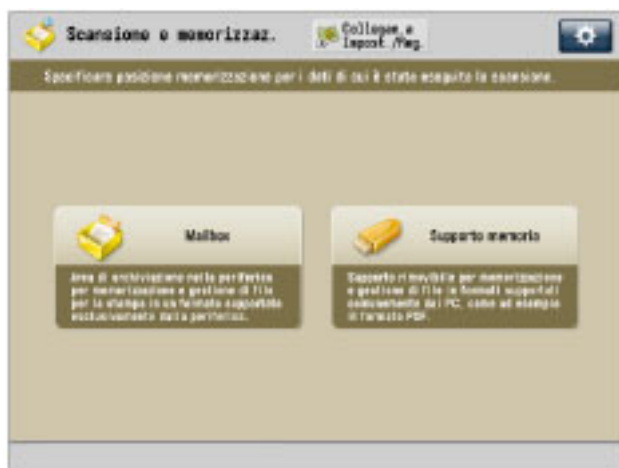 Scansione e memorizzaz.
Collegam. a
Impost./Reg.
Specificare posizione memorizzazione per i dati di cui è stata eseguita la scansione.
Mailbox
Area di archiviazione nella periferica
per memorizzazione e gestione di file
per la stampa in un formato supportato
esclusivamente dalla periferica.
Supporto memoria
Supporto rimovibile per memorizzazione
e gestione di file in formati supportati
comunemente dai PC, come ad esempio
il formato PDF.